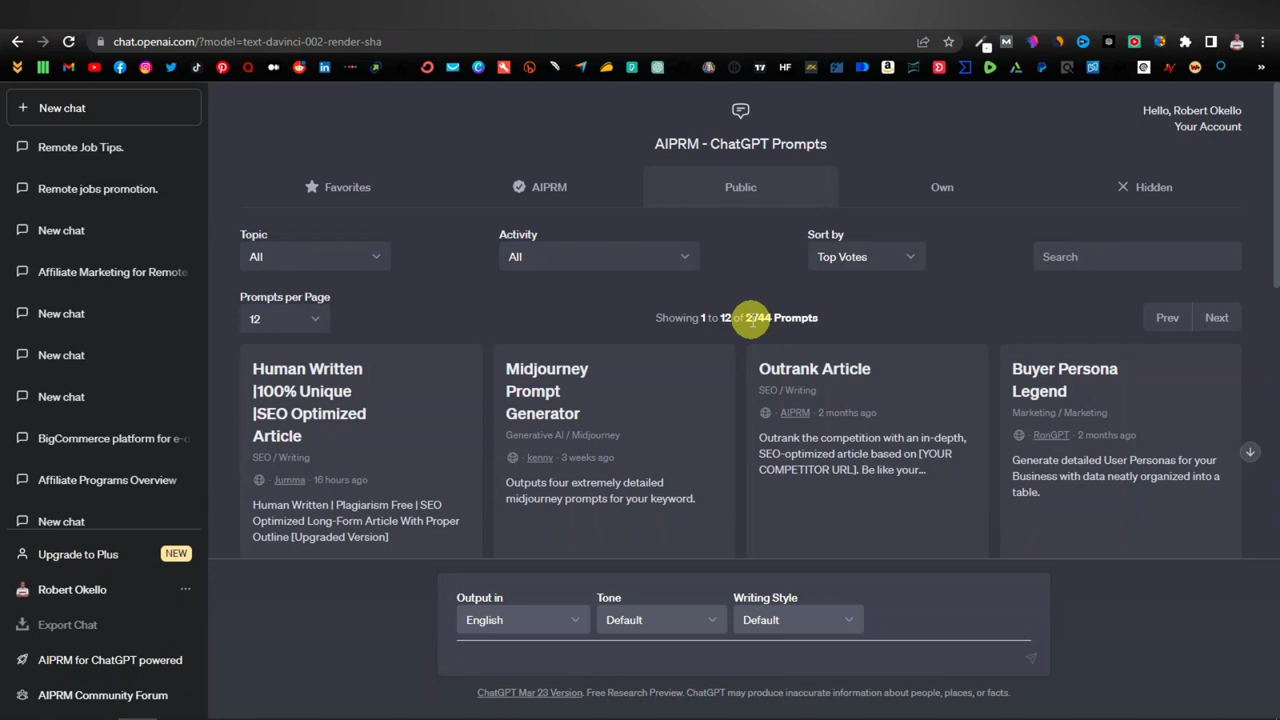 chat.openai.com/?model=text-davinci-002-render-sha
New chat
Remote Job Tips.
Remote jobs promotion.
New chat
Affiliate Marketing for Remote
New chat
New chat
New chat
BigCommerce platform for e-c
Affiliate Programs Overview
New chat
Upgrade to Plus NEW
Robert Okello
Export Chat
AIPRM for ChatGPT powered
AIPRM Community Forum
Hello, Robert Okello
Your Account
AIPRM - ChatGPT Prompts
Favorites AIPRM Public Own Hidden
Topic Activity Sort by
All All Top Votes Search
Prompts per Page
12 Showing 1 to 12 of 2744 Prompts Prev Next
Human Written
|100% Unique
|SEO Optimized
Article
SEO / Writing
Jumma · 16 hours ago
Human Written | Plagiarism Free | SEO
Optimized Long-Form Article With Proper
Outline [Upgraded Version]
Midjourney
Prompt
Generator
Generative AI / Midjourney
kenny · 3 weeks ago
Outputs four extremely detailed
midjourney prompts for your keyword.
Outrank Article
SEO / Writing
AIPRM · 2 months ago
Outrank the competition with an in-depth,
SEO-optimized article based on [YOUR
COMPETITOR URL]. Be like your...
Buyer Persona
Legend
Marketing / Marketing
RonGPT · 2 months ago
Generate detailed User Personas for your
Business with data neatly organized into a
table.
Output in Tone Writing Style
English Default Default
ChatGPT Mar 23 Version. Free Research Preview. ChatGPT may produce inaccurate information about people, places, or facts.